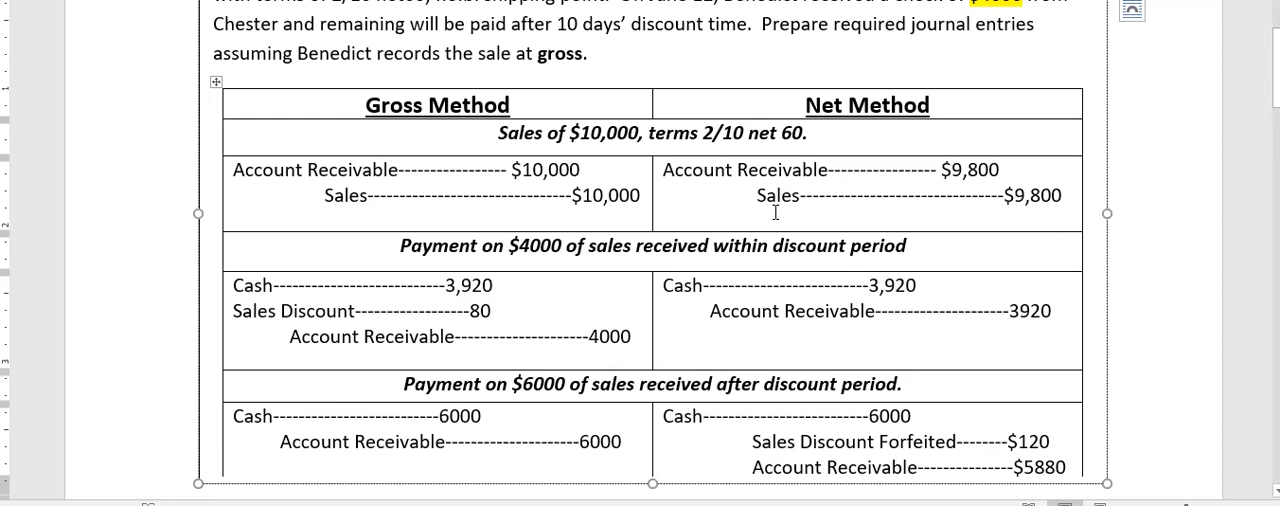 Chester and remaining will be paid after 10 days' discount time. Prepare required journal entries
assuming Benedict records the sale at gross.
Gross Method
Net Method
Sales of $10,000, terms 2/10 net 60.
Account Receivable----------------- $10,000
Sales--------------------------------$10,000
Account Receivable----------------- $9,800
Sales--------------------------------$9,800
Payment on $4000 of sales received within discount period
Cash---------------------------3,920
Sales Discount------------------80
Account Receivable---------------------4000
Cash--------------------------3,920
Account Receivable---------------------3920
Payment on $6000 of sales received after discount period.
Cash--------------------------6000
Account Receivable---------------------6000
Cash--------------------------6000
Sales Discount Forfeited--------$120
Account Receivable---------------$5880